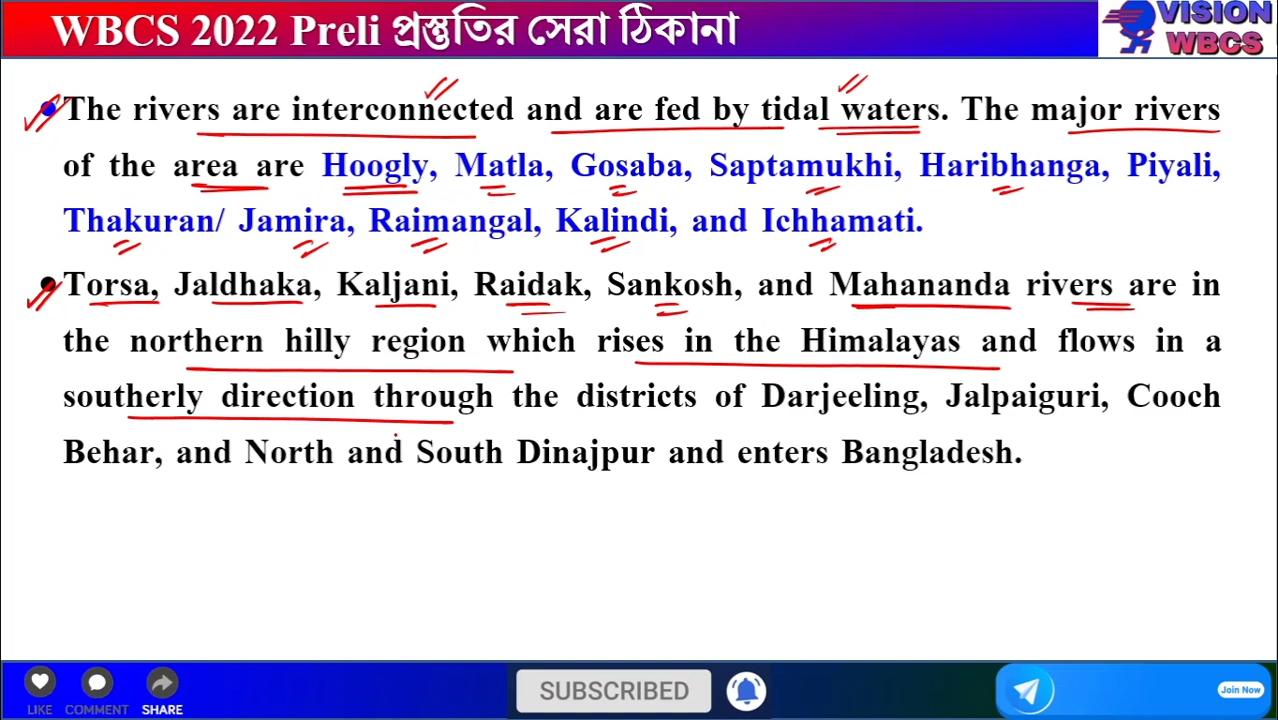 WBCS 2022 Preli প্রস্তুতির সেরা ঠিকানা
VISION
WBCS
The rivers are interconnected and are fed by tidal waters. The major rivers
of the area are Hoogly, Matla, Gosaba, Saptamukhi, Haribhanga, Piyali,
Thakuran/ Jamira, Raimangal, Kalindi, and Ichhamati.
Torsa, Jaldhaka, Kaljani, Raidak, Sankosh, and Mahananda rivers are in
the northern hilly region which rises in the Himalayas and flows in a
southerly direction through the districts of Darjeeling, Jalpaiguri, Cooch
Behar, and North and South Dinajpur and enters Bangladesh.
LIKE COMMENT SHARE
SUBSCRIBED
Join Now